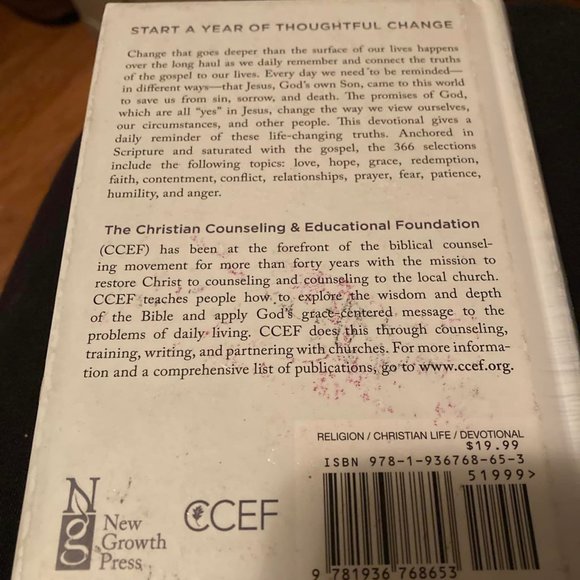 START A YEAR OF THOUGHTFUL CHANGE
Change that goes deeper than the surface of our lives happens
over the long haul as we daily remember and connect the truths
of the gospel to our lives. Every day we need to be reminded—
in different ways—that Jesus, God's own Son, came to this world
to save us from sin, sorrow, and death. The promises of God,
which are all "yes" in Jesus, change the way we view ourselves,
our circumstances, and other people. This devotional gives a
daily reminder of these life-changing truths. Anchored in
Scripture and saturated with the gospel, the 366 selections
include the following topics: love, hope, grace, redemption,
faith, contentment, conflict, relationships, prayer, fear, patience,
humility, and anger.
The Christian Counseling & Educational Foundation
(CCEF) has been at the forefront of the biblical counsel-
ing movement for more than forty years with the mission to
restore Christ to counseling and counseling to the local church.
CCEF teaches people how to explore the wisdom and depth
of the Bible and apply God's grace-centered message to the
problems of daily living. CCEF does this through counseling,
training, writing, and partnering with churches. For more informa-
tion and a comprehensive list of publications, go to www.ccef.org.
RELIGION / CHRISTIAN LIFE / DEVOTIONAL
$19.99
ISBN 978-1-936768-65-3
51999>
9 781936 768653
Ng
New
Growth
Press
CCEF